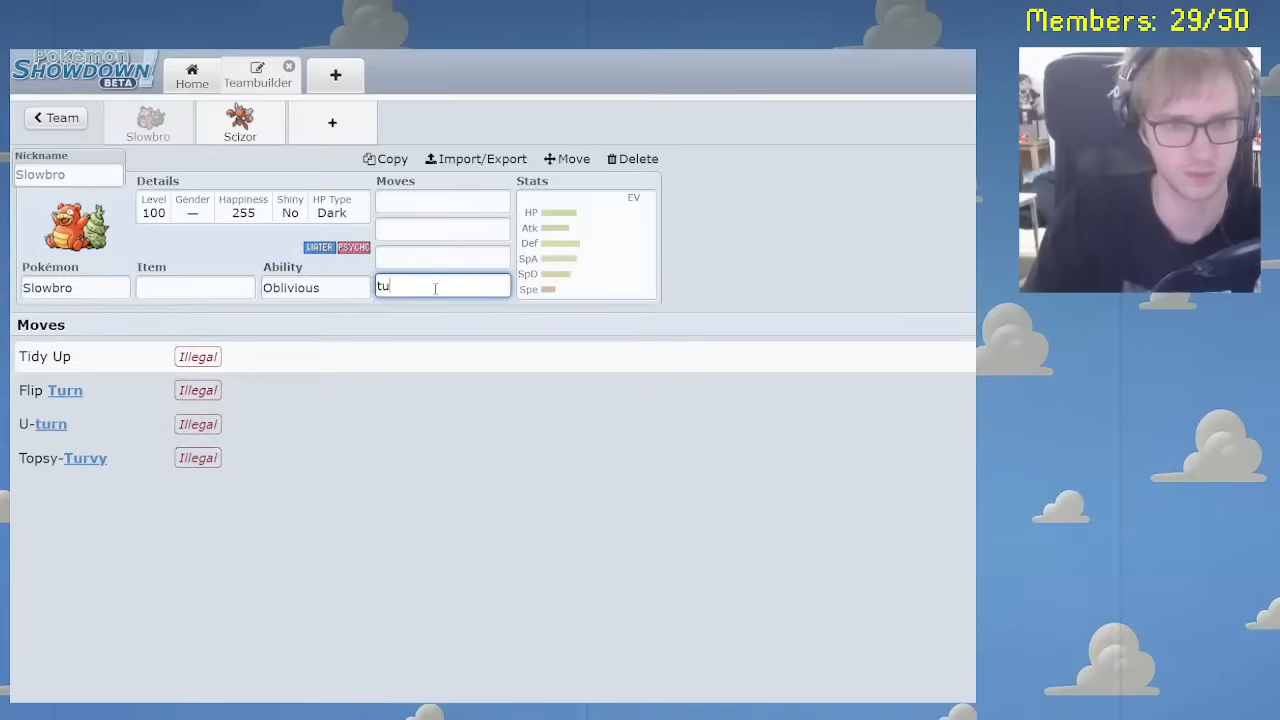 Members: 29/50
Pokémon
SHOWDOWN!
BETA
Home
Teambuilder
+
Team
Slowbro
Scizor
+
Nickname
Slowbro
Copy
Import/Export
Move
Delete
Details
Moves
Stats
Level
Gender
Happiness
Shiny
HP Type
100
—
255
No
Dark
EV
HP
Atk
Def
SpA
SpD
Spe
WATER
PSYCHC
Pokémon
Item
Ability
Slowbro
Oblivious
tu
Moves
Tidy Up Illegal
Flip Turn Illegal
U-turn Illegal
Topsy-Turvy Illegal